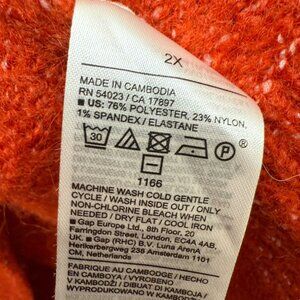 2X
MADE IN CAMBODIA
RN 54023 / CA 17897
■ US: 76% POLYESTER, 23% NYLON,
1% SPANDEX / ELASTANE
30
1166
MACHINE WASH COLD GENTLE
CYCLE / WASH INSIDE OUT / ONLY
NON-CHLORINE BLEACH WHEN
NEEDED / DRY FLAT / COOL IRON
■ UK: Gap Europe Ltd., 8th Floor, 20
Farringdon Street, London, EC4A 4AB,
UK ■ Gap (RHC) B.V. Luna Arena
Herikerbergweg 238 Amsterdam 1101
CM, Netherlands
FABRIQUE AU CAMBODGE / HECHO
EN CAMBOYA / VYROBENO
V KAMBODŽI / DIBUAT DI KAMBOJA
WYPRODUKOWANO W KAMBODŻY